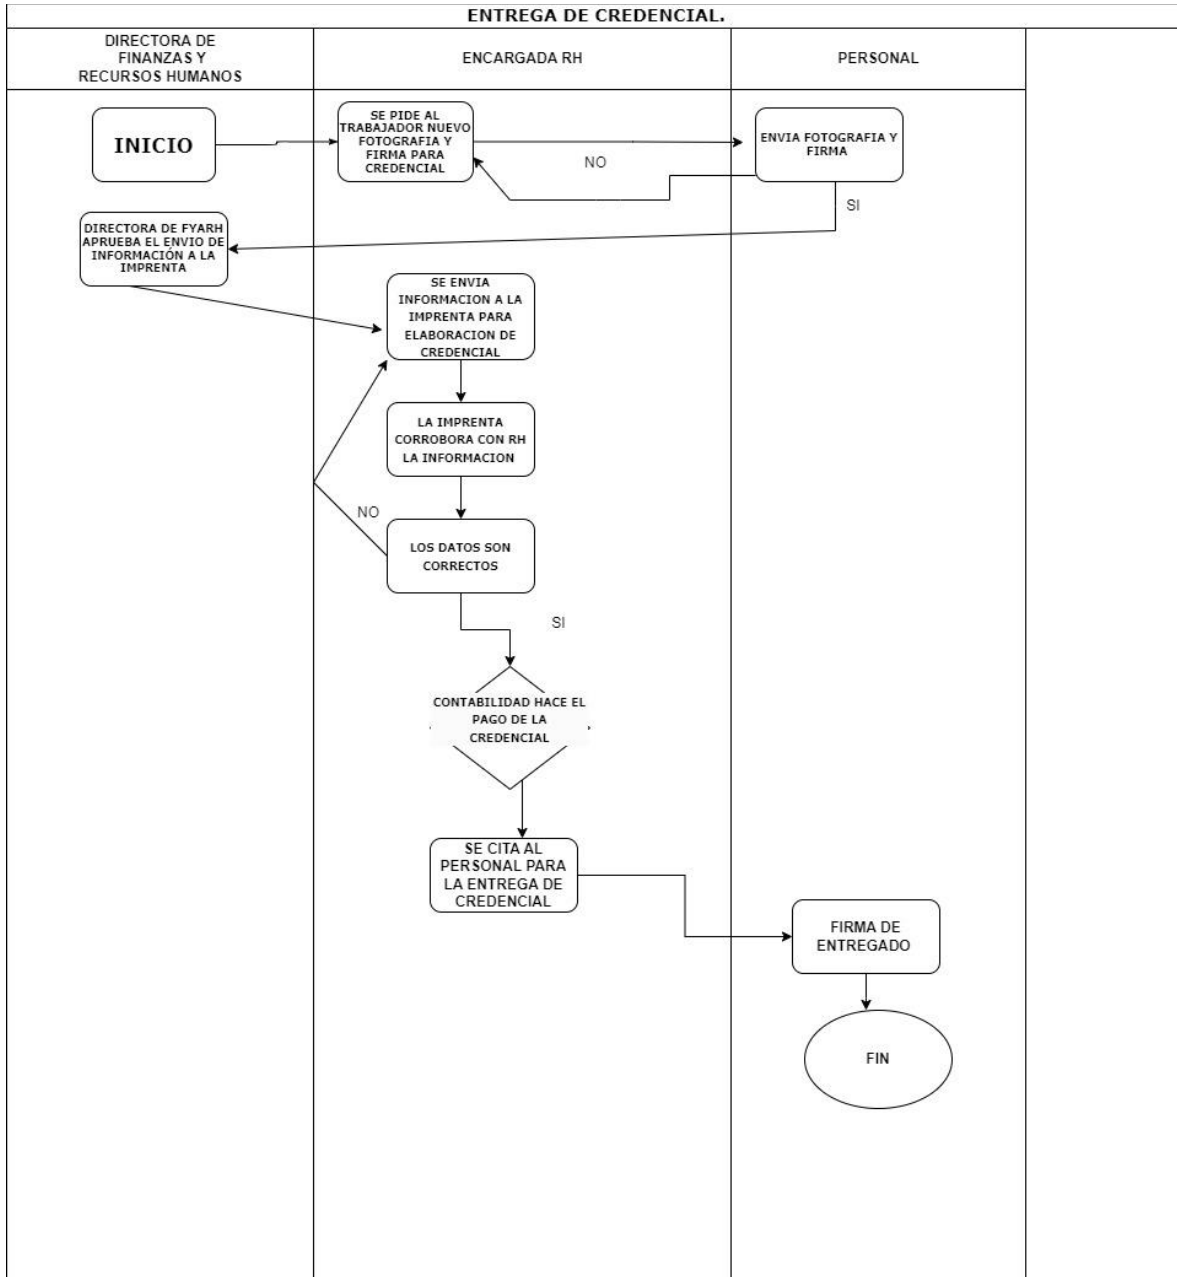 ENTREGA DE CREDENCIAL.
DIRECTORA DE
FINANZAS Y
RECURSOS HUMANOS
ENCARGADA RH
PERSONAL
INICIO
SE PIDE AL
TRABAJADOR NUEVO
FOTOGRAFIA Y
FIRMA PARA
CREDENCIAL
NO
ENVIA FOTOGRAFIA Y
FIRMA
SI
DIRECTORA DE FYARH
APRUEBA EL ENVIO DE
INFORMACIÓN A LA
IMPRENTA
SE ENVIA
INFORMACION A LA
IMPRENTA PARA
ELABORACION DE
CREDENCIAL
LA IMPRENTA
CORROBORA CON RH
LA INFORMACION
NO
LOS DATOS SON
CORRECTOS
SI
CONTABILIDAD HACE EL
PAGO DE LA
CREDENCIAL
SE CITA AL
PERSONAL PARA
LA ENTREGA DE
CREDENCIAL
FIRMA DE
ENTREGADO
FIN